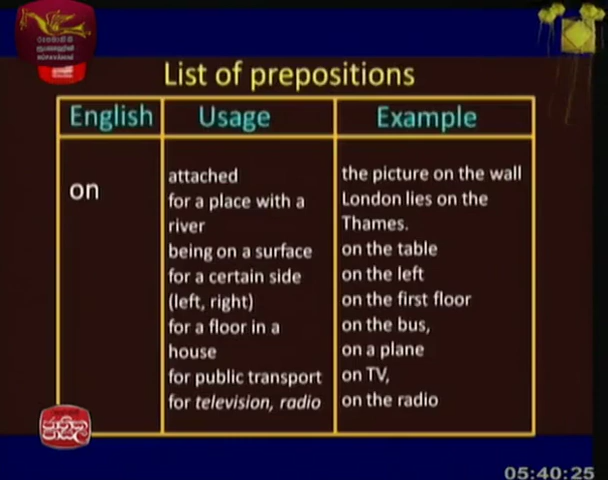 List of prepositions
English
Usage
Example
on
attached
for a place with a
river
being on a surface
for a certain side
(left, right)
for a floor in a
house
for public transport
for television, radio
the picture on the wall
London lies on the
Thames.
on the table
on the left
on the first floor
on the bus,
on a plane
on TV,
on the radio
05:40:25